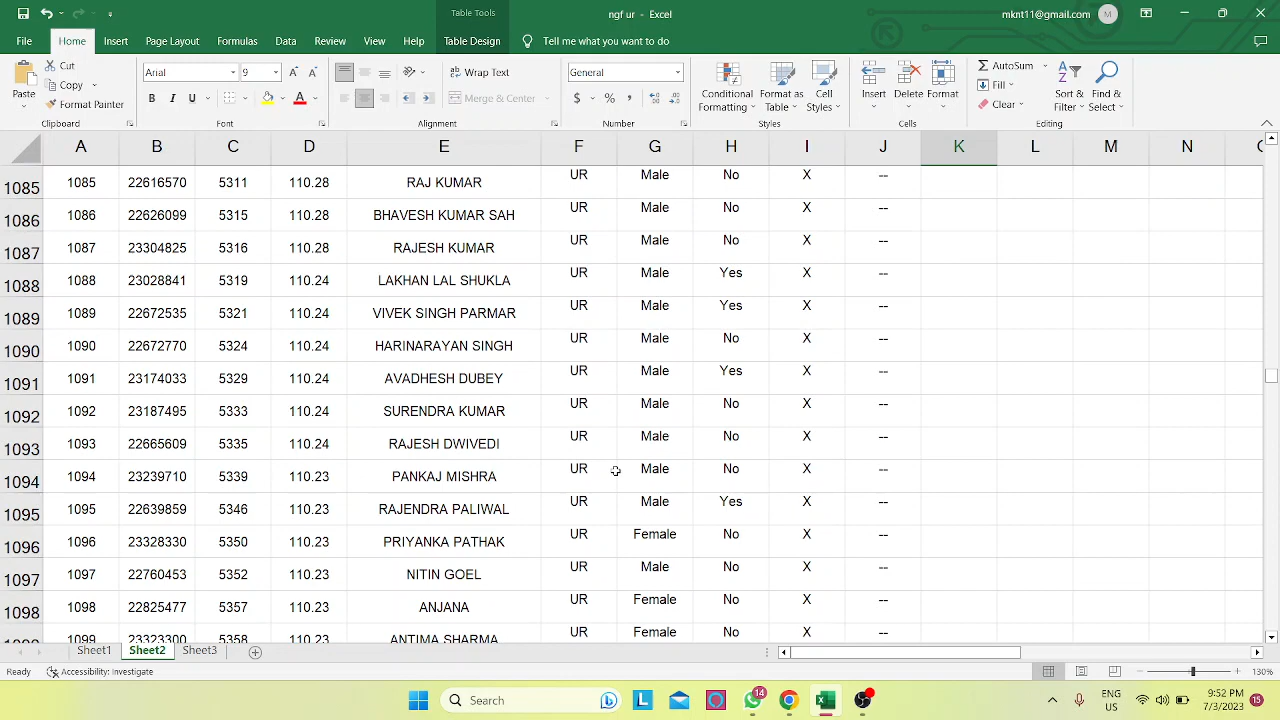 Table Tools
ngf ur - Excel
mknt11@gmail.com M
File Home Insert Page Layout Formulas Data Review View Help Table Design Tell me what you want to do
Paste
Cut
Copy
Format Painter
Clipboard
Arial 9
B I U
Font
Wrap Text
Merge & Center
Alignment
General
$ % ,
Number
Conditional Formatting
Format as Table
Cell Styles
Styles
Insert
Delete
Format
Cells
AutoSum
Fill
Clear
Sort & Filter
Find & Select
Editing
A B C D E F G H I J K L M N
1085 1085 22616570 5311 110.28 RAJ KUMAR UR Male No X --
1086 1086 22626099 5315 110.28 BHAVESH KUMAR SAH UR Male No X --
1087 1087 23304825 5316 110.28 RAJESH KUMAR UR Male No X --
1088 1088 23028841 5319 110.24 LAKHAN LAL SHUKLA UR Male Yes X --
1089 1089 22672535 5321 110.24 VIVEK SINGH PARMAR UR Male Yes X --
1090 1090 22672770 5324 110.24 HARINARAYAN SINGH UR Male No X --
1091 1091 23174033 5329 110.24 AVADHESH DUBEY UR Male Yes X --
1092 1092 23187495 5333 110.24 SURENDRA KUMAR UR Male No X --
1093 1093 22665609 5335 110.24 RAJESH DWIVEDI UR Male No X --
1094 1094 23239710 5339 110.23 PANKAJ MISHRA UR Male No X --
1095 1095 22639859 5346 110.23 RAJENDRA PALIWAL UR Male Yes X --
1096 1096 23328330 5350 110.23 PRIYANKA PATHAK UR Female No X --
1097 1097 22760453 5352 110.23 NITIN GOEL UR Male No X --
1098 1098 22825477 5357 110.23 ANJANA UR Female No X --
1099 23323300 5358 110.23 ANTIMA SHARMA UR Female No X --
Sheet1 Sheet2 Sheet3
Ready Accessibility: Investigate 130%
Search
14
ENG
US
9:52 PM
7/3/2023
15